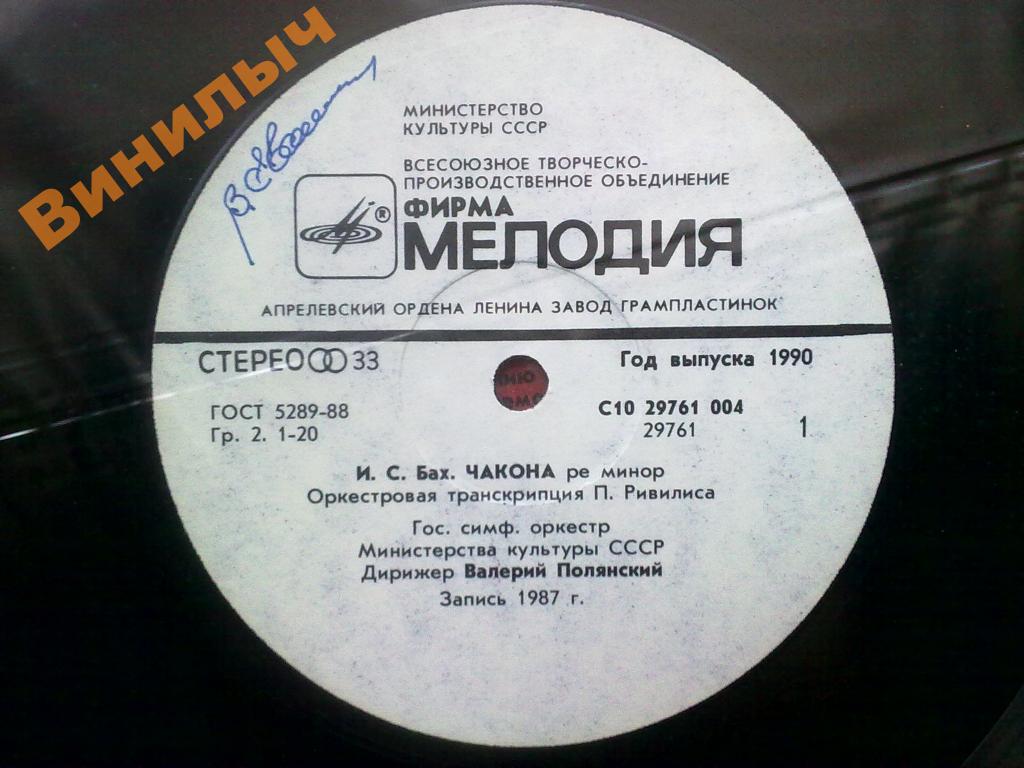 Винилыч
МИНИСТЕРСТВО
КУЛЬТУРЫ СССР
ВСЕСОЮЗНОЕ ТВОРЧЕСКО-
ПРОИЗВОДСТВЕННОЕ ОБЪЕДИНЕНИЕ
ФИРМА
МЕЛОДИЯ
®
АПРЕЛЕВСКИЙ ОРДЕНА ЛЕНИНА ЗАВОД ГРАМПЛАСТИНОК
СТЕРЕО 33
Год выпуска 1990
ГОСТ 5289-88
Гр. 2. 1-20
С10 29761 004
29761
1
И. С. Бах. ЧАКОНА ре минор
Оркестровая транскрипция П. Ривилиса
Гос. симф. оркестр
Министерства культуры СССР
Дирижер Валерий Полянский
Запись 1987 г.